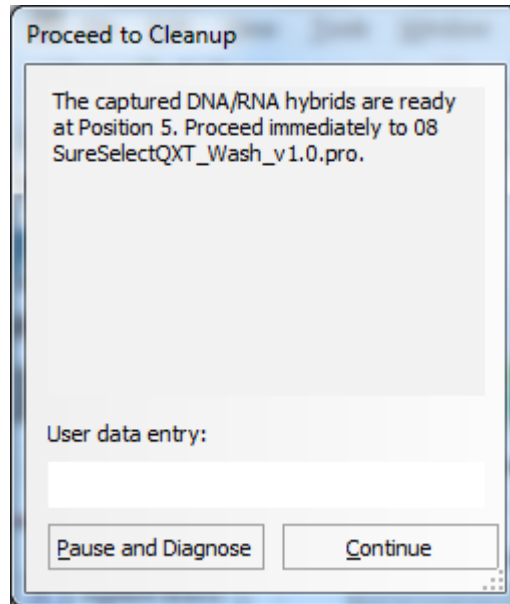 Proceed to Cleanup
The captured DNA/RNA hybrids are ready
at Position 5. Proceed immediately to 08
SureSelectQXT_Wash_v1.0.pro.
User data entry:
Pause and Diagnose
Continue